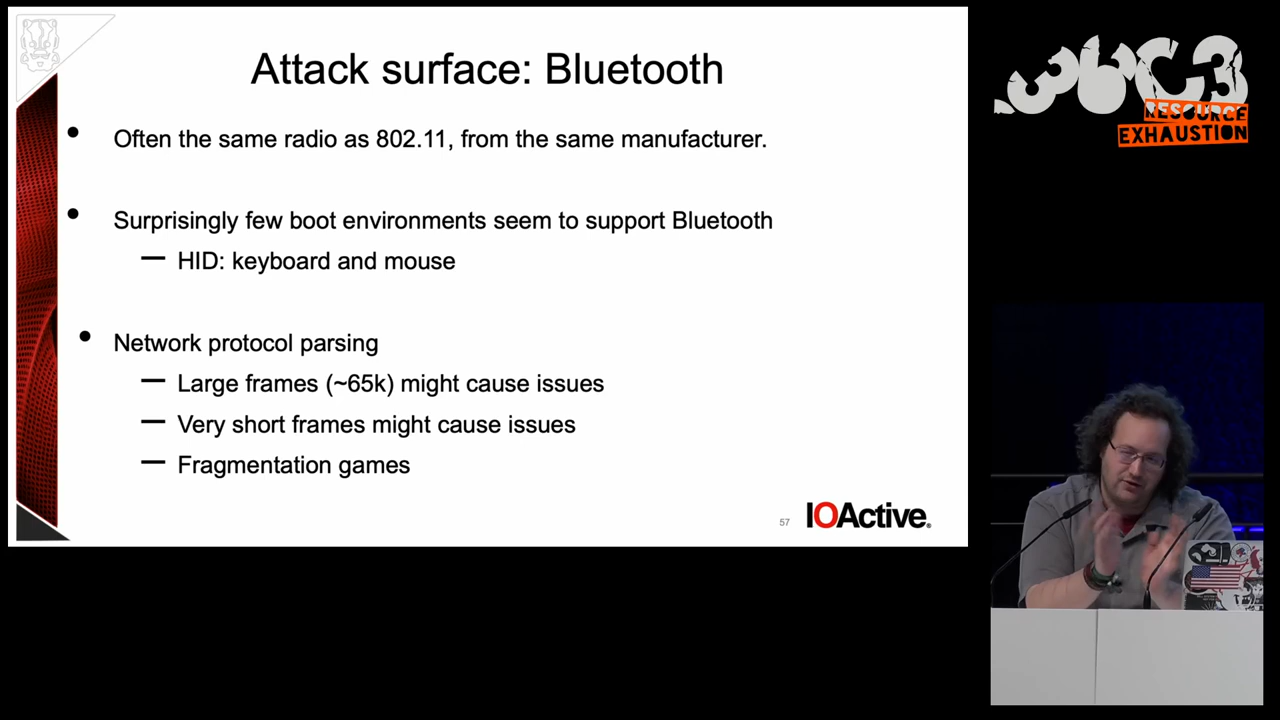 Attack surface: Bluetooth
Often the same radio as 802.11, from the same manufacturer.
Surprisingly few boot environments seem to support Bluetooth
HID: keyboard and mouse
Network protocol parsing
Large frames (~65k) might cause issues
Very short frames might cause issues
Fragmentation games
57
IOActive.
36C3
RESOURCE
EXHAUSTION